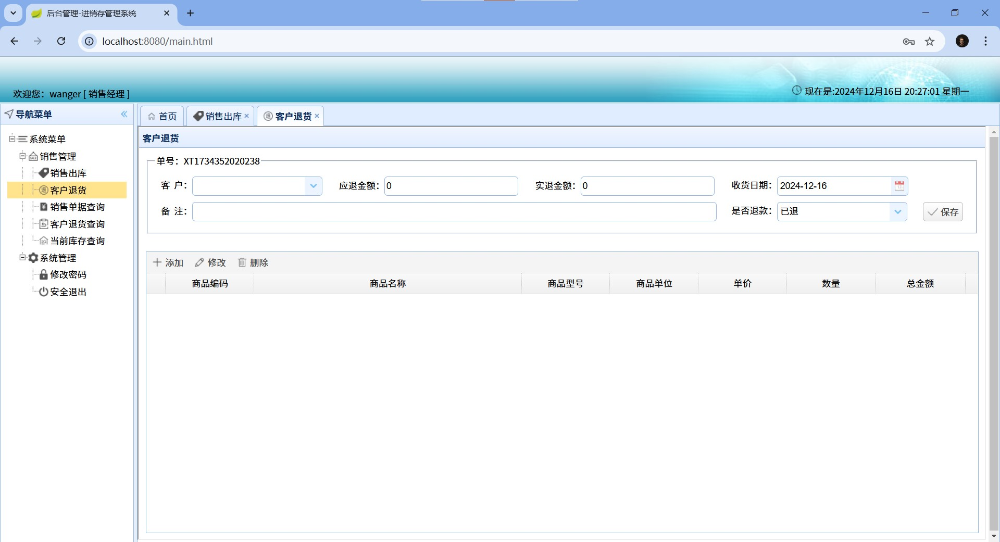 后台管理-进销存管理系统
localhost:8080/main.html
欢迎您：wanger [ 销售经理 ]
现在是:2024年12月16日 20:27:01 星期一
导航菜单
首页
销售出库
客户退货
系统菜单
销售管理
销售出库
客户退货
销售单据查询
客户退货查询
当前库存查询
系统管理
修改密码
安全退出
客户退货
单号：XT1734352020238
客 户：
应退金额：0
实退金额：0
收货日期：2024-12-16
备 注：
是否退款：已退
保存
添加 修改 删除
商品编码 商品名称 商品型号 商品单位 单价 数量 总金额